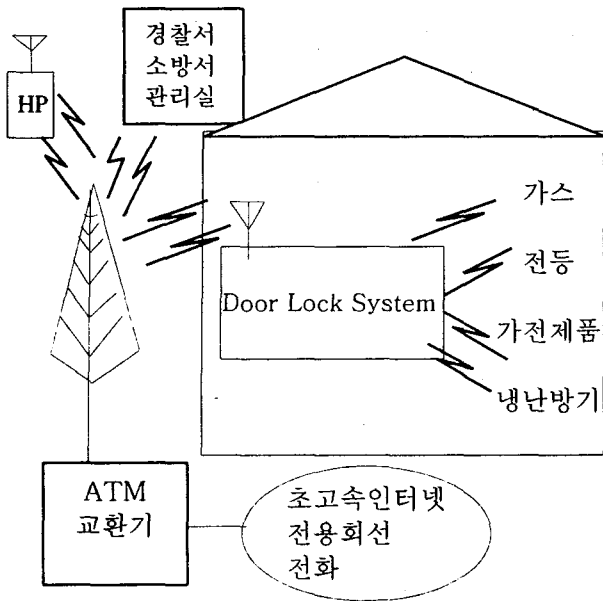 경찰서
소방서
관리실
HP
가스
전등
Door Lock System
가전제품
냉난방기
ATM
교환기
초고속인터넷
전용회선
전화